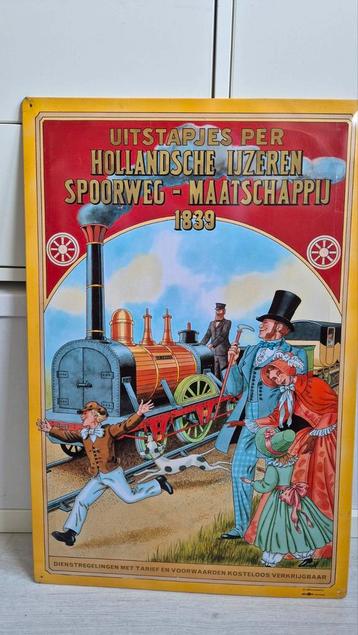 UITSTAPJES PER
HOLLANDSCHE IJZEREN
SPOORWEG - MAATSCHAPPIJ
1839
DIENSTREGELINGEN MET TARIEF EN VOORWAARDEN KOSTELOOS VERKRIJGBAAR